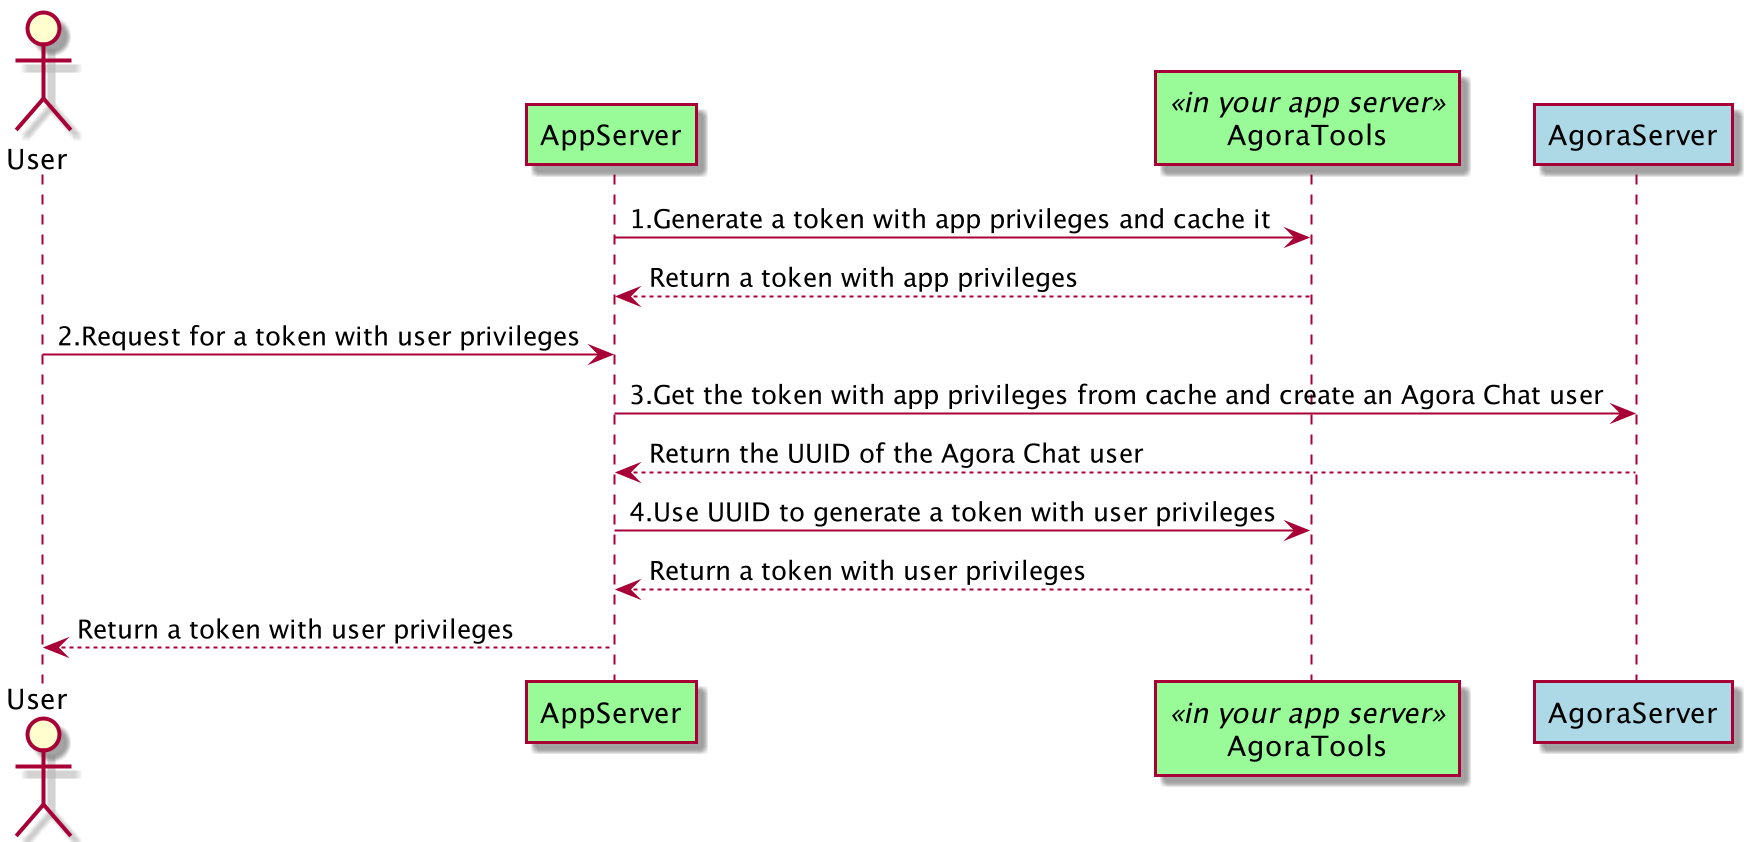 User
AppServer
«in your app server»
AgoraTools
AgoraServer
1.Generate a token with app privileges and cache it
Return a token with app privileges
2.Request for a token with user privileges
3.Get the token with app privileges from cache and create an Agora Chat user
Return the UUID of the Agora Chat user
4.Use UUID to generate a token with user privileges
Return a token with user privileges
Return a token with user privileges
User
AppServer
«in your app server»
AgoraTools
AgoraServer